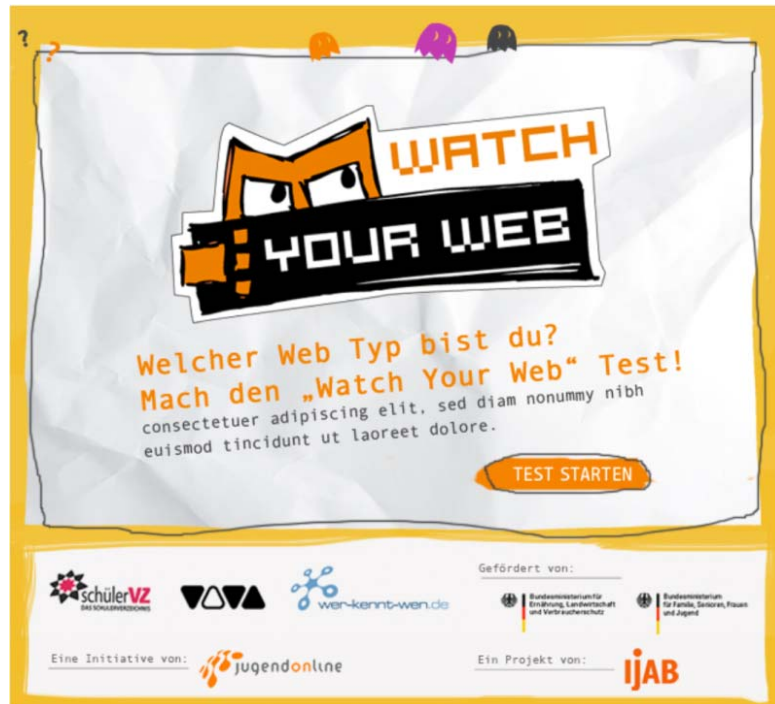 ?
?
WATCH
YOUR WEB
Welcher Web Typ bist du?
Mach den „Watch Your Web“ Test!
consectetuer adipiscing elit, sed diam nonummy nibh
euismod tincidunt ut laoreet dolore.
TEST STARTEN
schülerVZ
DAS SCHÜLERVERZEICHNIS
VIVA
wer-kennt-wen.de
Gefördert von:
Bundesministerium für
Ernährung, Landwirtschaft
und Verbraucherschutz
Bundesministerium
für Familie, Senioren, Frauen
und Jugend
Eine Initiative von:
jugendonline
Ein Projekt von:
IjAB